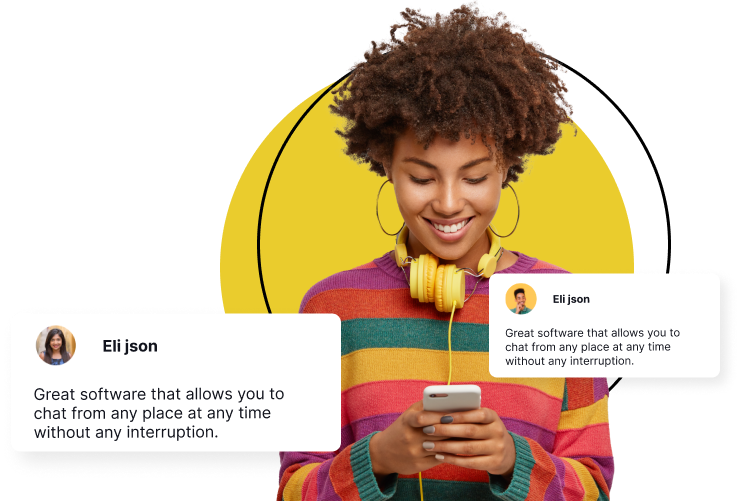 Eli json
Great software that allows you to
chat from any place at any time
without any interruption.
Eli json
Great software that allows you to
chat from any place at any time
without any interruption.